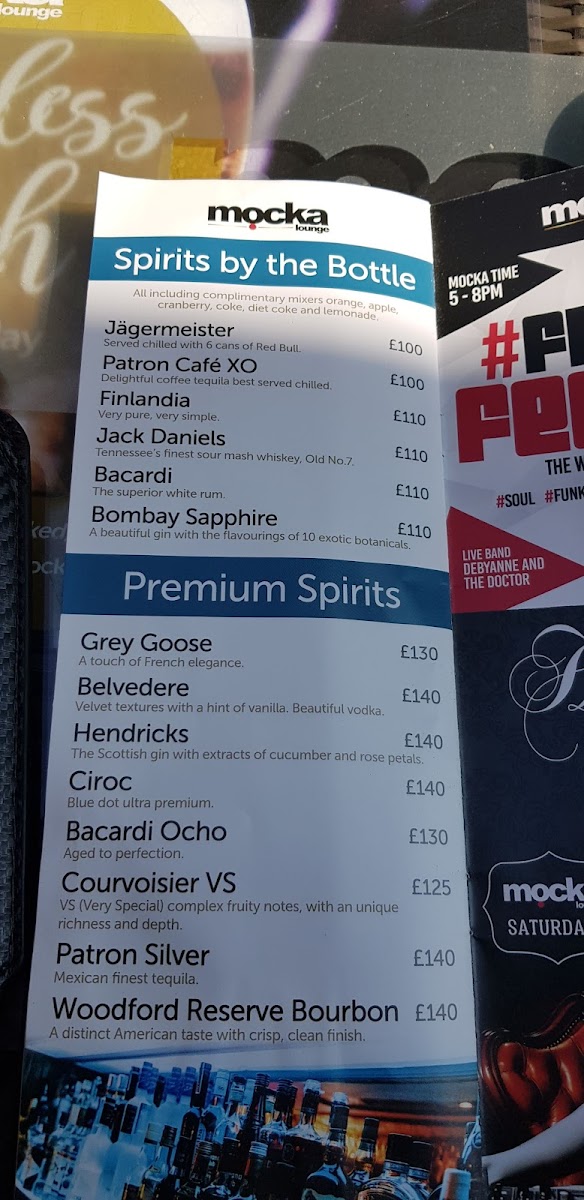 lounge
less
h
ay
mocka
lounge
Spirits by the Bottle
All including complimentary mixers orange, apple,
cranberry, coke, diet coke and lemonade.
Jägermeister £100
Served chilled with 6 cans of Red Bull.
Patron Café XO £100
Delightful coffee tequila best served chilled.
Finlandia £110
Very pure, very simple.
Jack Daniels £110
Tennessee's finest sour mash whiskey, Old No.7.
Bacardi £110
The superior white rum.
Bombay Sapphire £110
A beautiful gin with the flavourings of 10 exotic botanicals.
Premium Spirits
Grey Goose £130
A touch of French elegance.
Belvedere £140
Velvet textures with a hint of vanilla. Beautiful vodka.
Hendricks £140
The Scottish gin with extracts of cucumber and rose petals.
Ciroc £140
Blue dot ultra premium.
Bacardi Ocho £130
Aged to perfection.
Courvoisier VS £125
VS (Very Special) complex fruity notes, with an unique
richness and depth.
Patron Silver £140
Mexican finest tequila.
Woodford Reserve Bourbon £140
A distinct American taste with crisp, clean finish.
MOCKA TIME
5 - 8PM
THE W
#SOUL #FUNK
LIVE BAND
DEBYANNE AND
THE DOCTOR
mock
lo
SATURDA